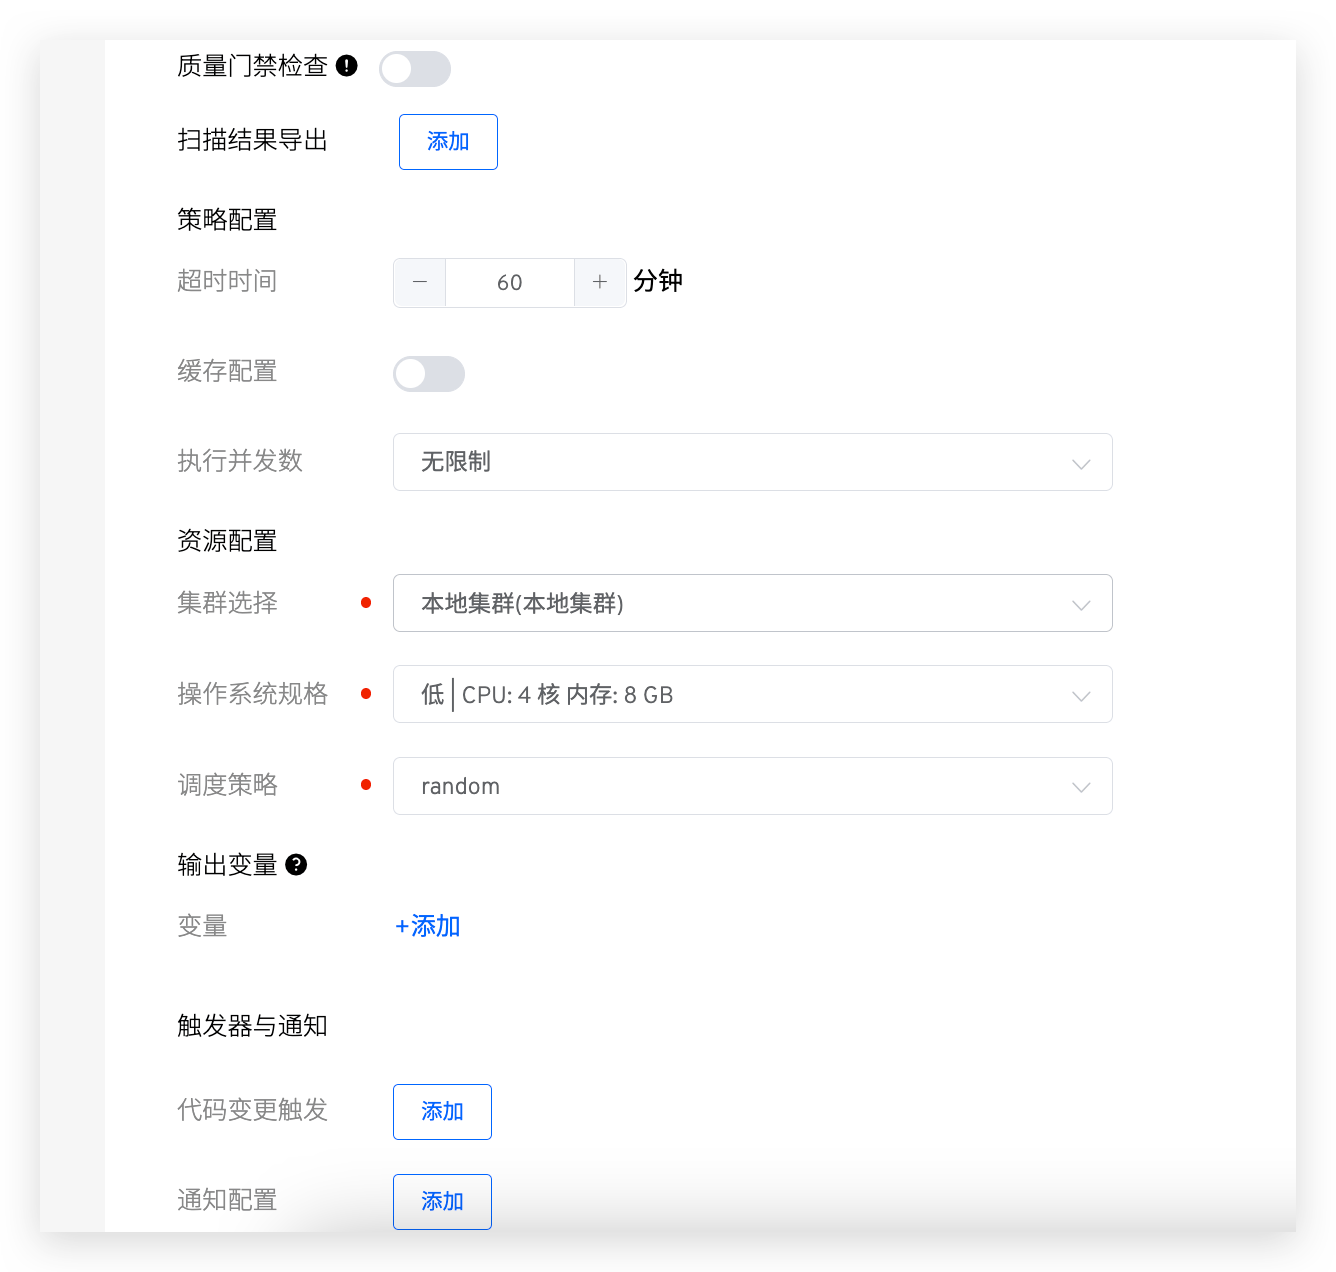 质量门禁检查
扫描结果导出 添加
策略配置
超时时间 60 分钟
缓存配置
执行并发数 无限制
资源配置
集群选择 本地集群(本地集群)
操作系统规格 低 | CPU: 4 核 内存: 8 GB
调度策略 random
输出变量
变量 +添加
触发器与通知
代码变更触发 添加
通知配置 添加